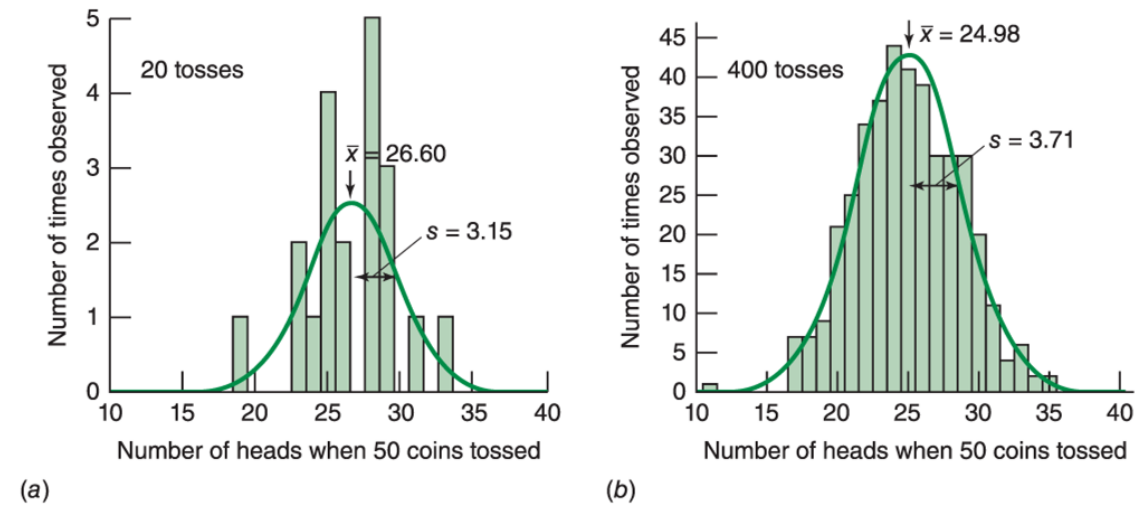 5
20 tosses
4
3
x̄ = 26.60
2
s = 3.15
1
0
10 15 20 25 30 35 40
Number of times observed
Number of heads when 50 coins tossed
(a)
x̄ = 24.98
45
400 tosses
40
35
s = 3.71
30
25
20
15
10
5
0
10 15 20 25 30 35 40
Number of times observed
Number of heads when 50 coins tossed
(b)